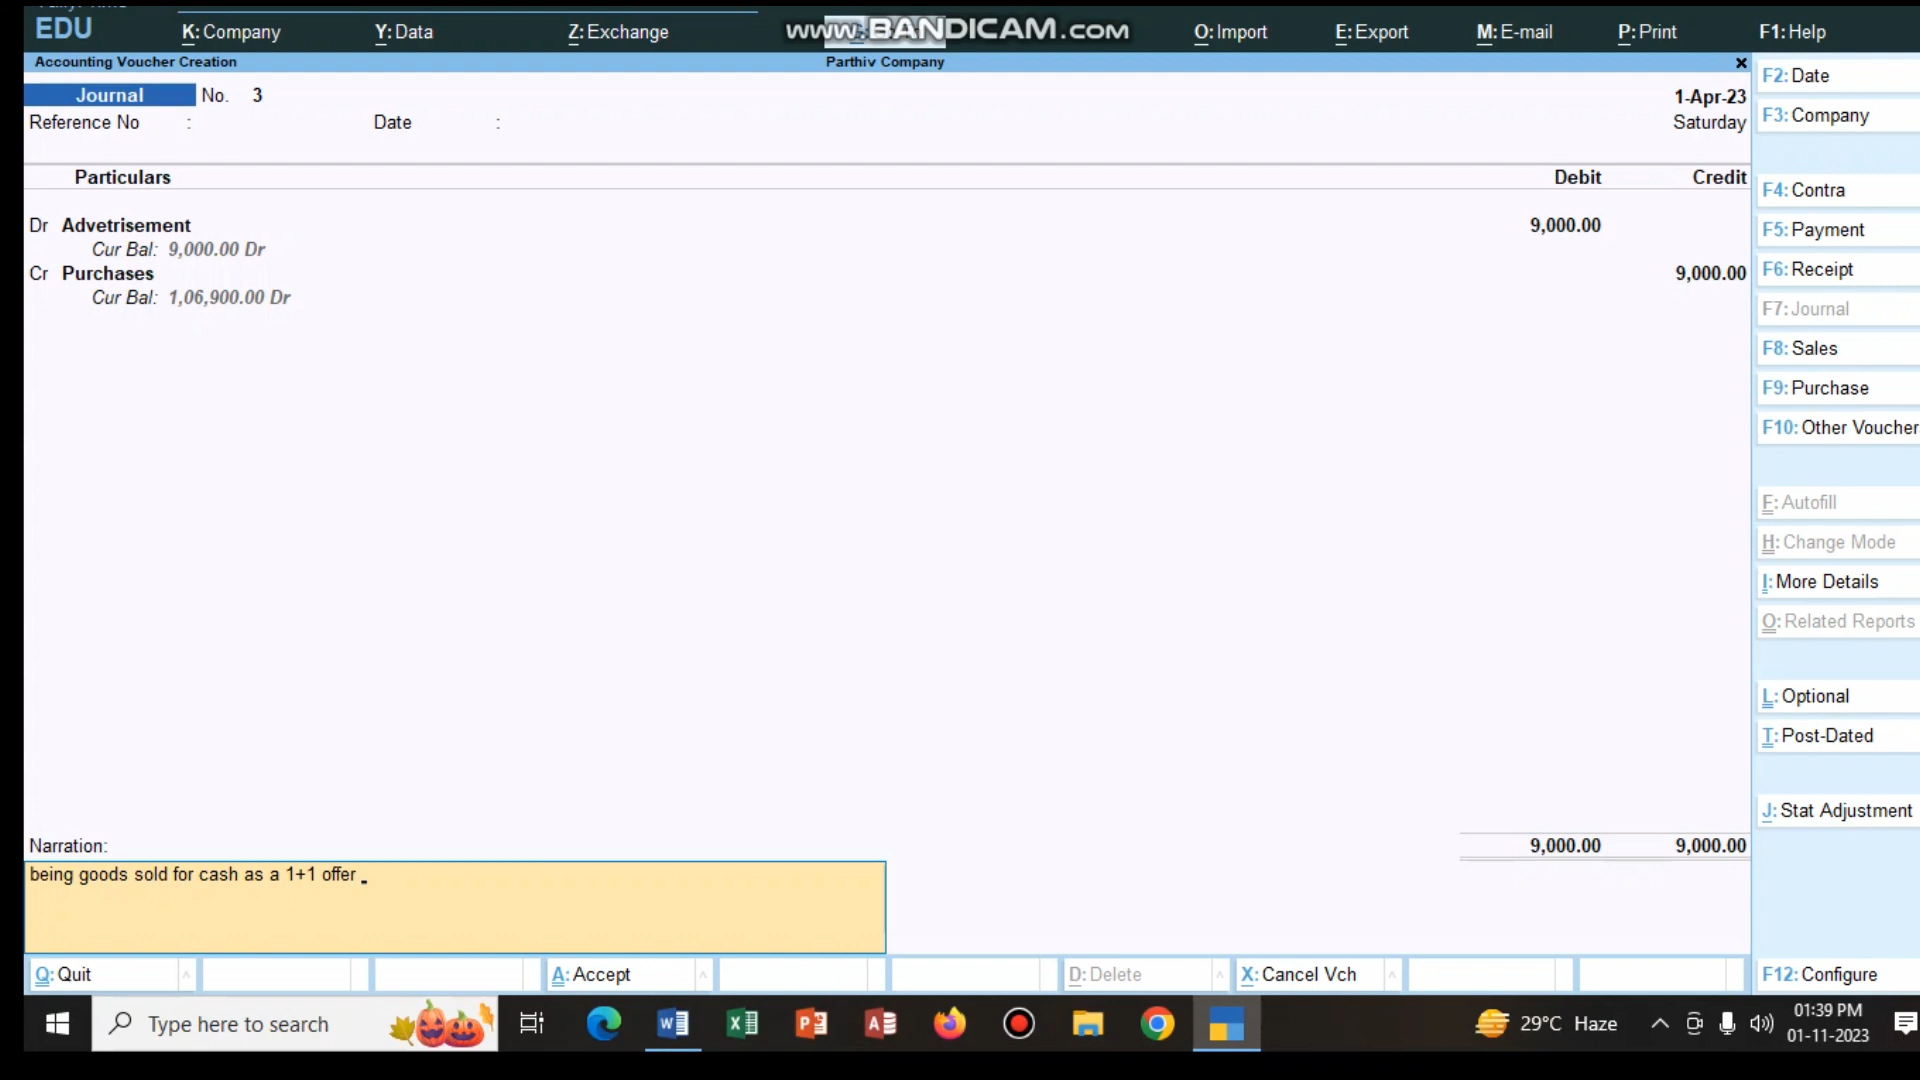 EDU K: Company Y: Data Z: Exchange www.BANDICAM.com O: Import E: Export M: E-mail P: Print F1: Help
Accounting Voucher Creation Parthiv Company x
Journal No. 3 1-Apr-23
Reference No : Date : Saturday
Particulars Debit Credit
Dr Advetrisement 9,000.00
Cur Bal: 9,000.00 Dr
Cr Purchases 9,000.00
Cur Bal: 1,06,900.00 Dr
Narration: 9,000.00 9,000.00
being goods sold for cash as a 1+1 offer
Q: Quit A: Accept D: Delete X: Cancel Vch
F2: Date
F3: Company
F4: Contra
F5: Payment
F6: Receipt
F7: Journal
F8: Sales
F9: Purchase
F10: Other Voucher
F: Autofill
H: Change Mode
I: More Details
O: Related Reports
L: Optional
T: Post-Dated
J: Stat Adjustment
F12: Configure
Type here to search 29°C Haze 01:39 PM
01-11-2023